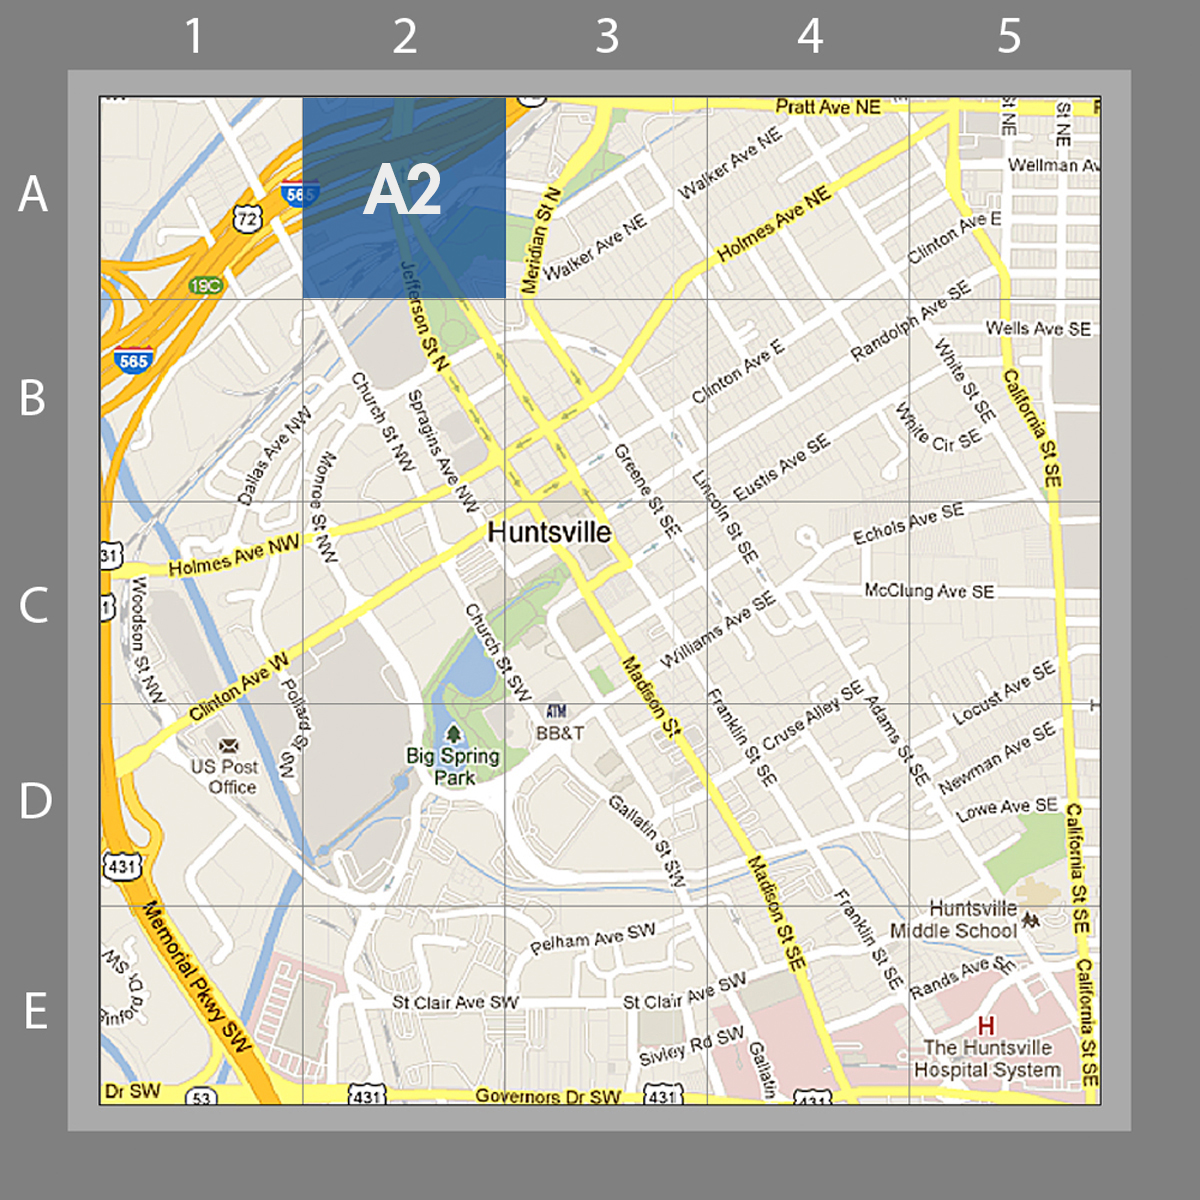 1 2 3 4 5
A
B
C
D
E
A2
Pratt Ave NE
St NE
St NE
Wellman Av
Walker Ave NE
Walker Ave NE
Holmes Ave NE
Meridian St N
Clinton Ave E
565
72
19C
565
Jefferson St N
Randolph Ave SE
Wells Ave SE
Clinton Ave E
White St SE
White Cir SE
California St SE
Church St NW
Spragins Ave NW
Dallas Ave NW
Monroe St NW
Greene St SE
Lincoln St SE
Eustis Ave SE
Echols Ave SE
Huntsville
Holmes Ave NW
31
1
Woodson St NW
McClung Ave SE
Williams Ave SE
Church St SW
Clinton Ave W
Pollard St SW
Madison St
Franklin St SE
Cruse Alley SE
Adams St SE
Locust Ave SE
Newman Ave SE
Lowe Ave SE
ATM
BB&T
US Post
Office
Big Spring
Park
Gallatin St SW
431
Madison St SE
Franklin St SE
California St SE
Huntsville
Middle School
Memorial Pkwy SW
Pelham Ave SW
St Clair Ave SW
St Clair Ave SW
Rands Ave SE
California St SE
Sivley Rd SW
Gallatin
H
The Huntsville
Hospital System
Dr SW
53
431
Governors Dr SW
431
431